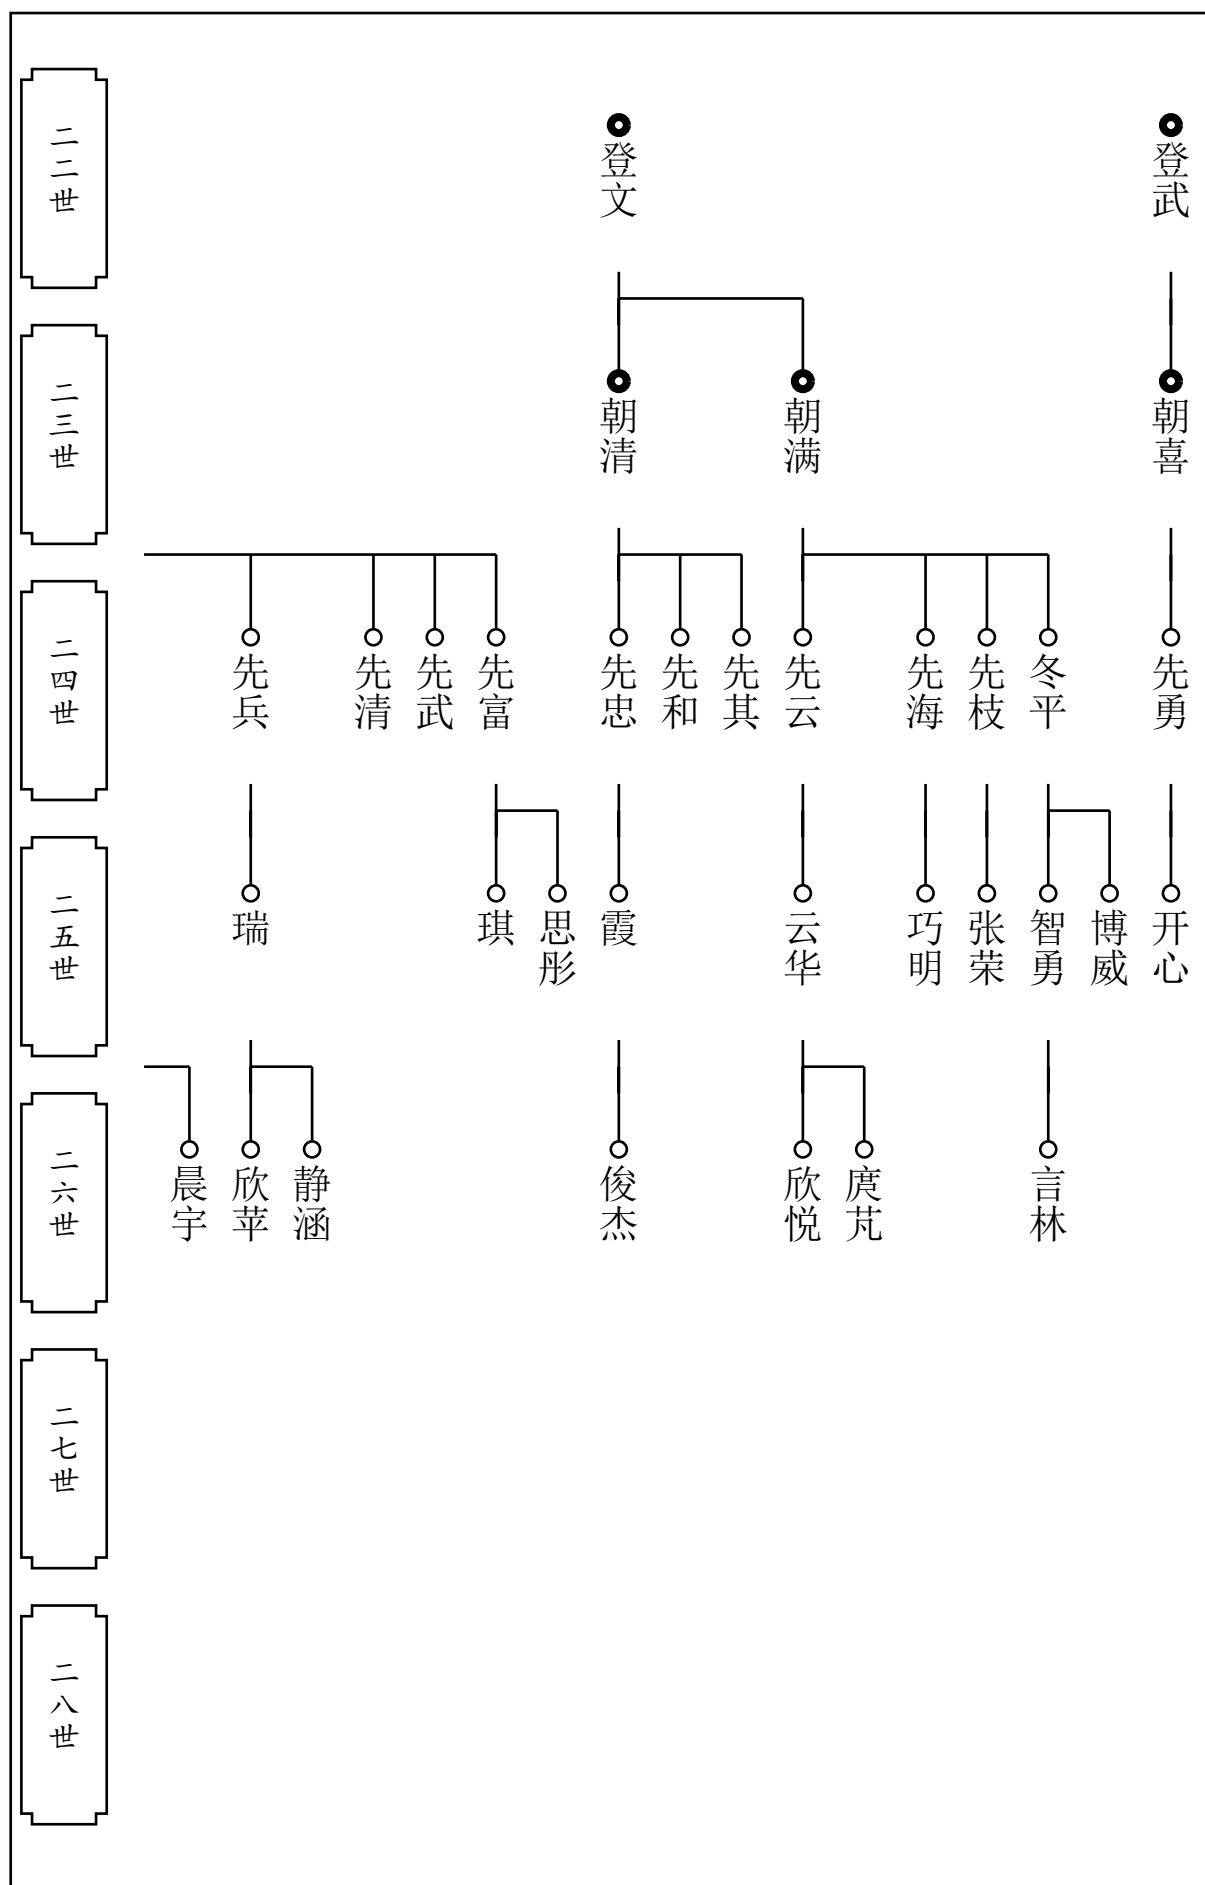 二二世
登武
登文
二三世
朝喜
朝满
朝清
二四世
先勇
冬平
先枝
先海
先云
先其
先和
先忠
先富
先武
先清
先兵
二五世
开心
博威
智勇
张荣
巧明
云华
霞
思彤
琪
瑞
二六世
言林
庹芃
欣悦
俊杰
静涵
欣苹
晨宇
二七世
二八世